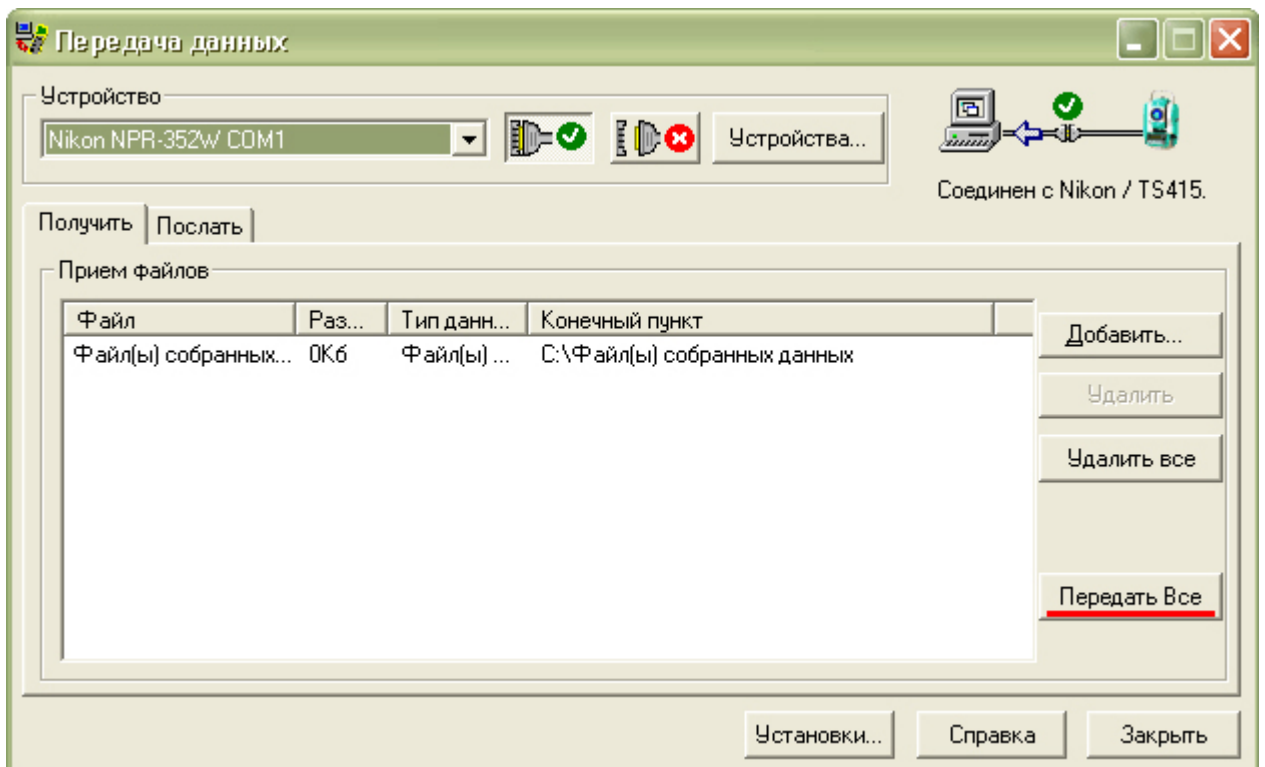 Передача данных
Устройство
Nikon NPR-352W COM1
Устройства...
Соединен с Nikon / TS415.
Получить
Послать
Прием файлов
Файл Раз... Тип данн... Конечный пункт
Файл(ы) собранных... 0Кб Файл(ы) ... C:\Файл(ы) собранных данных
Добавить...
Удалить
Удалить все
Передать Все
Установки... Справка Закрыть